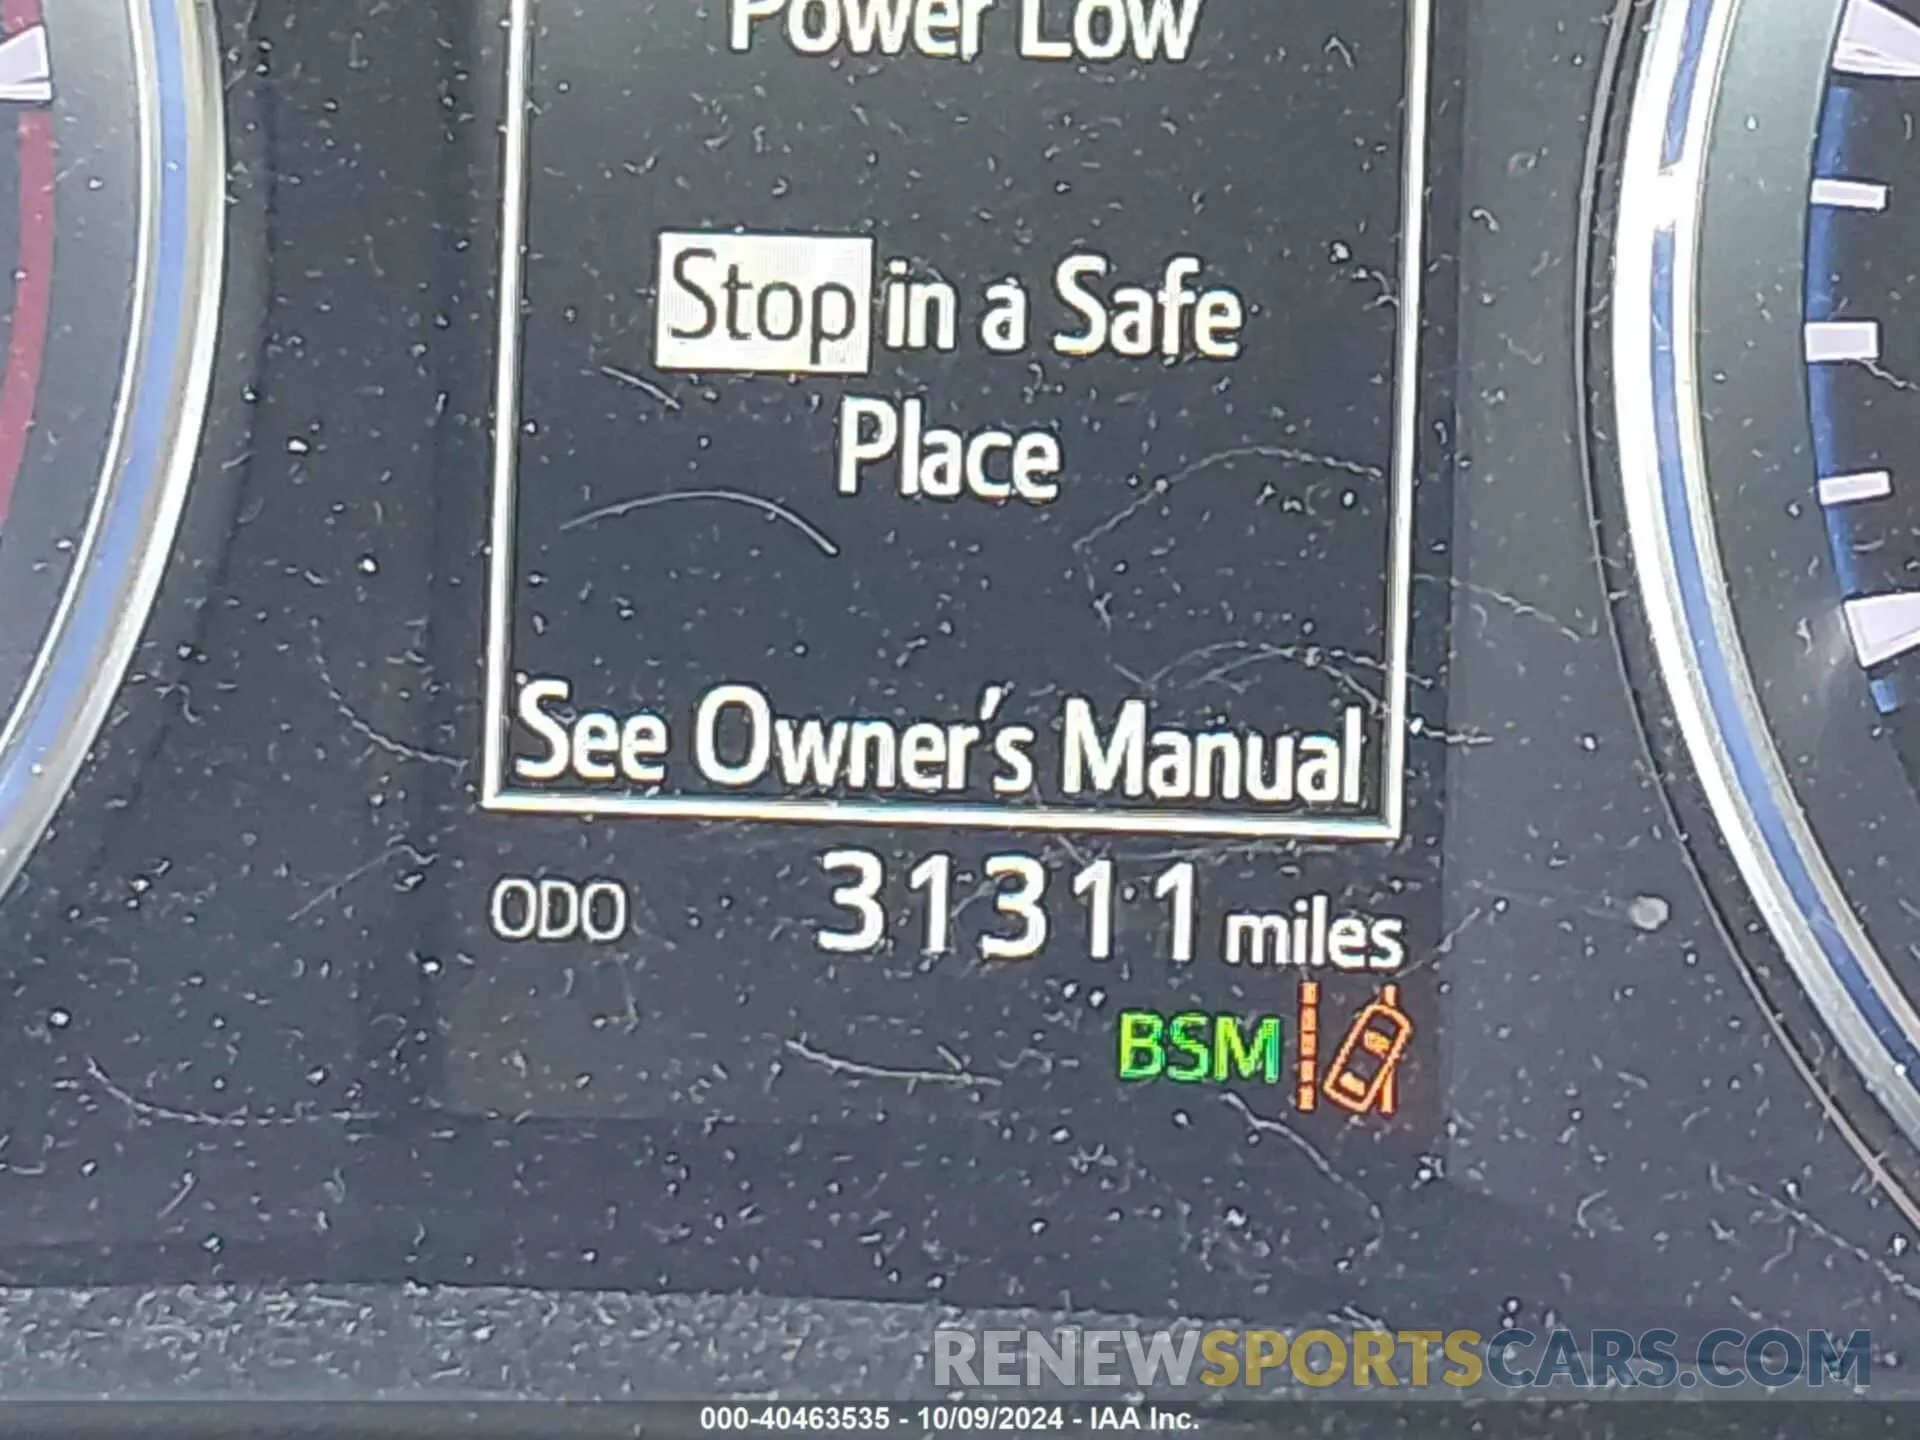 Power Low
Stop in a Safe
Place
See Owner's Manual
ODO 31311 miles
BSM
RENEWSPORTSCARS.COM
000-40463535 - 10/09/2024 - IAA Inc.